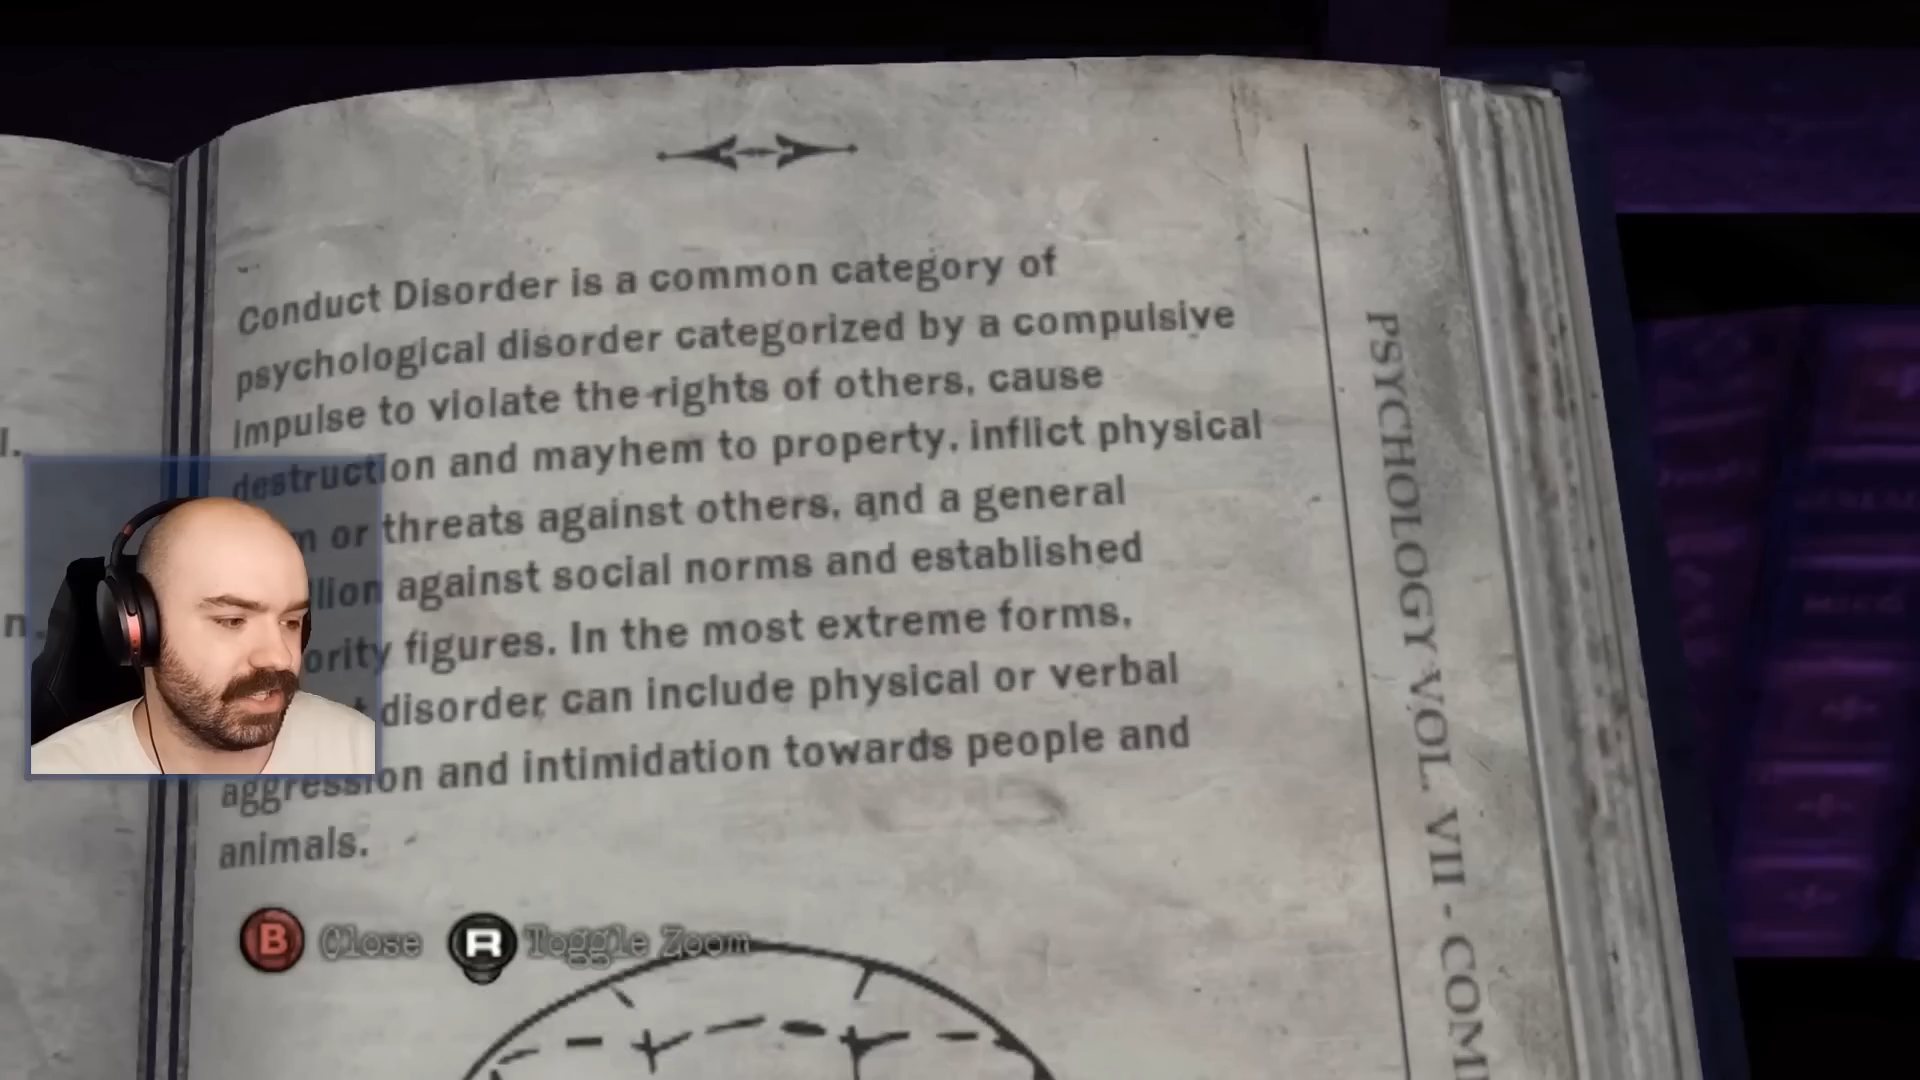 Conduct Disorder is a common category of
psychological disorder categorized by a compulsive
impulse to violate the rights of others, cause
destruction and mayhem to property, inflict physical
or threats against others, and a general
against social norms and established
figures. In the most extreme forms,
disorder can include physical or verbal
aggression and intimidation towards people and
animals.
B Close R Toggle Zoom
PSYCHOLOGY VOL. VII -